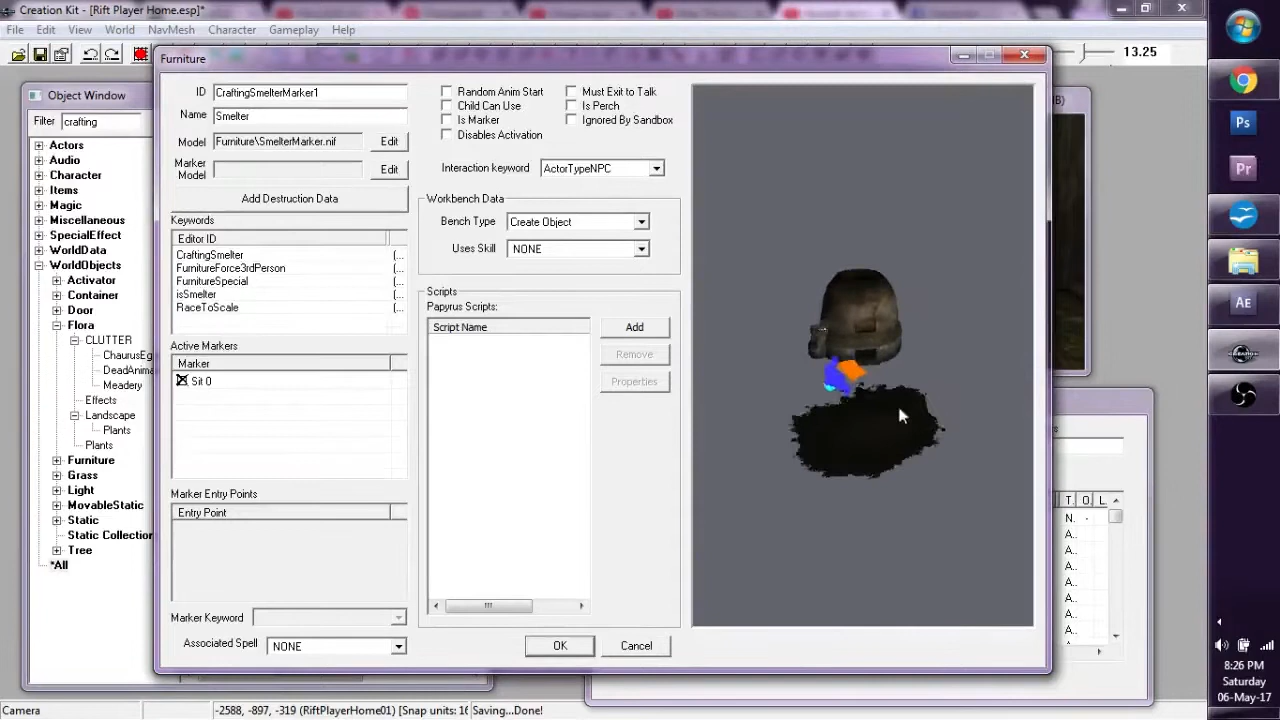 Creation Kit - [Rift Player Home.esp]*
File Edit View World NavMesh Character Gameplay Help
13.25
Object Window
Filter crafting
Actors
Audio
Character
Items
Magic
Miscellaneous
SpecialEffect
WorldData
WorldObjects
Activator
Container
Door
Flora
CLUTTER
ChaurusEg
DeadAnima
Meadery
Effects
Landscape
Plants
Plants
Furniture
Grass
Light
MovableStatic
Static
Static Collection
Tree
*All
Furniture
ID CraftingSmelterMarker1
Name Smelter
Model Furniture\SmelterMarker.nif Edit
Marker Model Edit
Add Destruction Data
Keywords
Editor ID
CraftingSmelter (...
FurnitureForce3rdPerson (...
FurnitureSpecial (...
isSmelter (...
RaceToScale (...
Active Markers
Marker
Sit 0
Marker Entry Points
Entry Point
Marker Keyword
Associated Spell NONE
Random Anim Start
Child Can Use
Is Marker
Disables Activation
Must Exit to Talk
Is Perch
Ignored By Sandbox
Interaction keyword ActorTypeNPC
Workbench Data
Bench Type Create Object
Uses Skill NONE
Scripts
Papyrus Scripts:
Script Name
Add
Remove
Properties
OK Cancel
T.. O.. L..
N..
A..
A..
A..
A..
A..
A..
A..
Camera -2588, -897, -319 (RiftPlayerHome01) [Snap units: 16 Saving...Done!
Ps
Pr
Ae
8:26 PM
Saturday
06-May-17